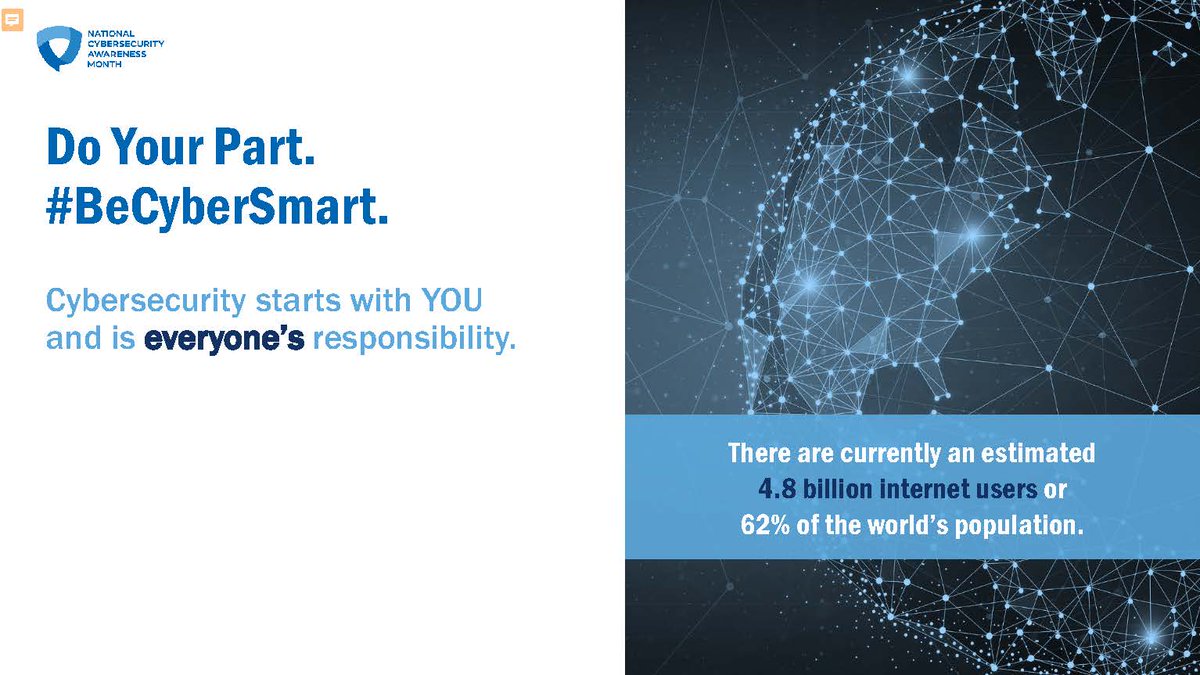 NATIONAL
CYBERSECURITY
AWARENESS
MONTH
Do Your Part.
#BeCyberSmart.
Cybersecurity starts with YOU
and is everyone's responsibility.
There are currently an estimated
4.8 billion internet users or
62% of the world's population.